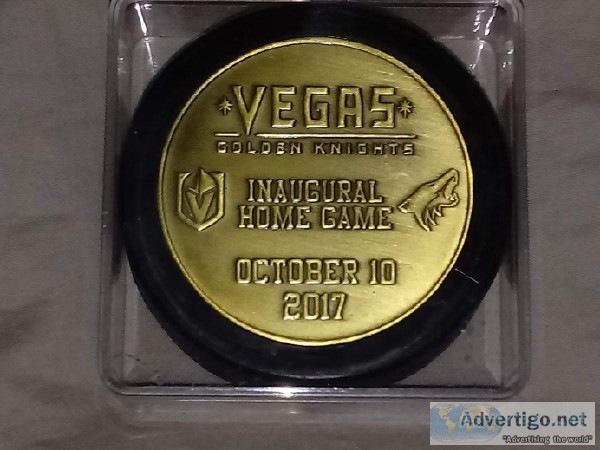 VEGAS
GOLDEN KNIGHTS
INAUGURAL
HOME GAME
OCTOBER 10
2017
Advertigo.net
"Advertising the world"